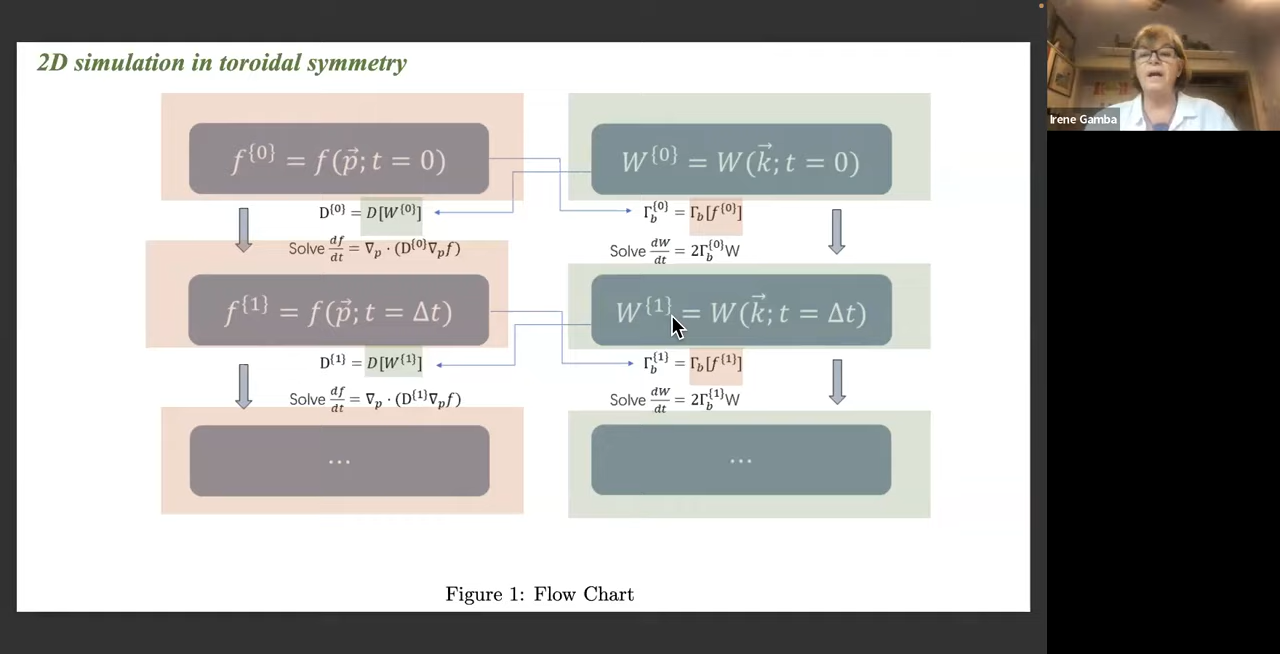 2D simulation in toroidal symmetry
Irene Gamba
f^{0} = f(p⃗; t = 0)
W^{0} = W(k⃗; t = 0)
D^{0} = D[W^{0}]
Γ_b^{0} = Γ_b[f^{0}]
Solve df/dt = ∇_p · (D^{0}∇_p f)
Solve dW/dt = 2Γ_b^{0}W
f^{1} = f(p⃗; t = Δt)
W^{1} = W(k⃗; t = Δt)
D^{1} = D[W^{1}]
Γ_b^{1} = Γ_b[f^{1}]
Solve df/dt = ∇_p · (D^{1}∇_p f)
Solve dW/dt = 2Γ_b^{1}W
...
...
Figure 1: Flow Chart